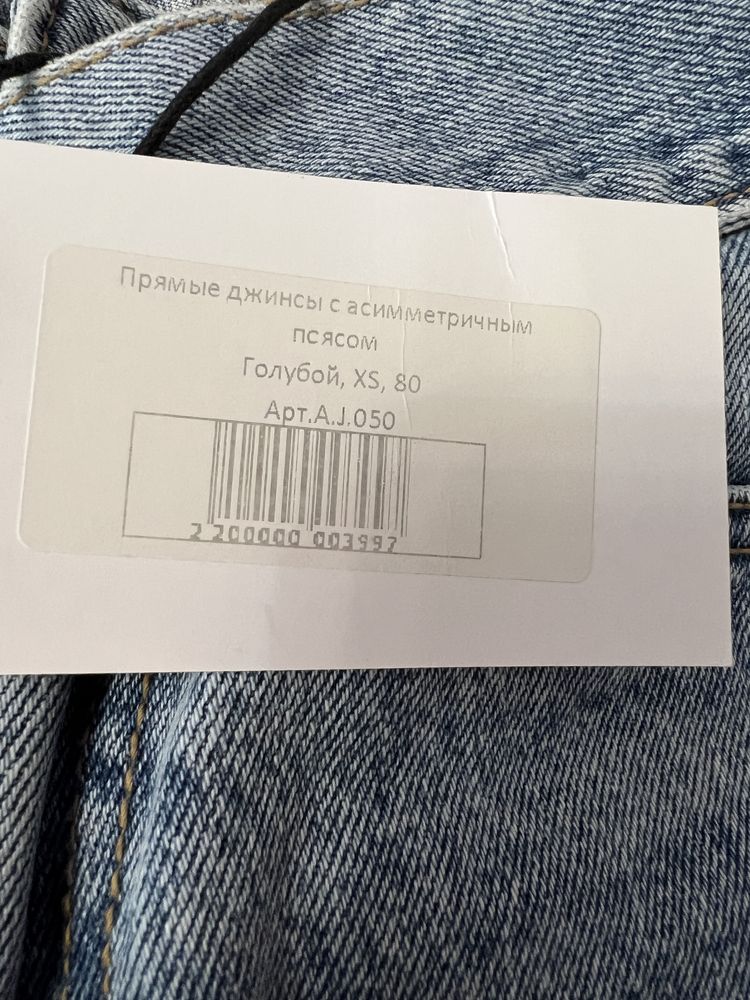 Прямые джинсы с асимметричным
псясом
Голубой, XS, 80
Арт.A.J.050
2 200000 003997